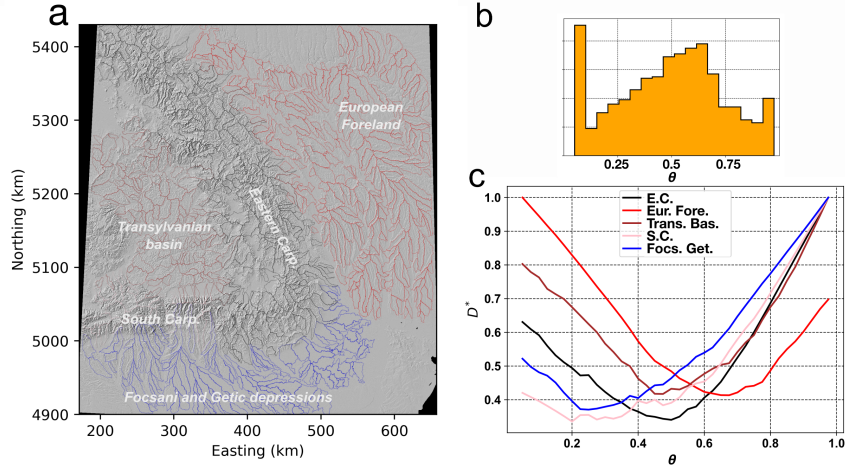 a
5400
5300
5200
5100
5000
4900
Northing (km)
200
300
400
500
600
Easting (km)
European
Foreland
Eastern Carp.
Transylvanian
basin
South Carp.
Focsani and Getic depressions
b
0.25
0.5
0.75
θ
c
1.0
0.9
0.8
0.7
0.6
0.5
0.4
D*
E.C.
Eur. Fore.
Trans. Bas.
S.C.
Focs. Get.
0.2
0.4
0.6
0.8
1.0
θ